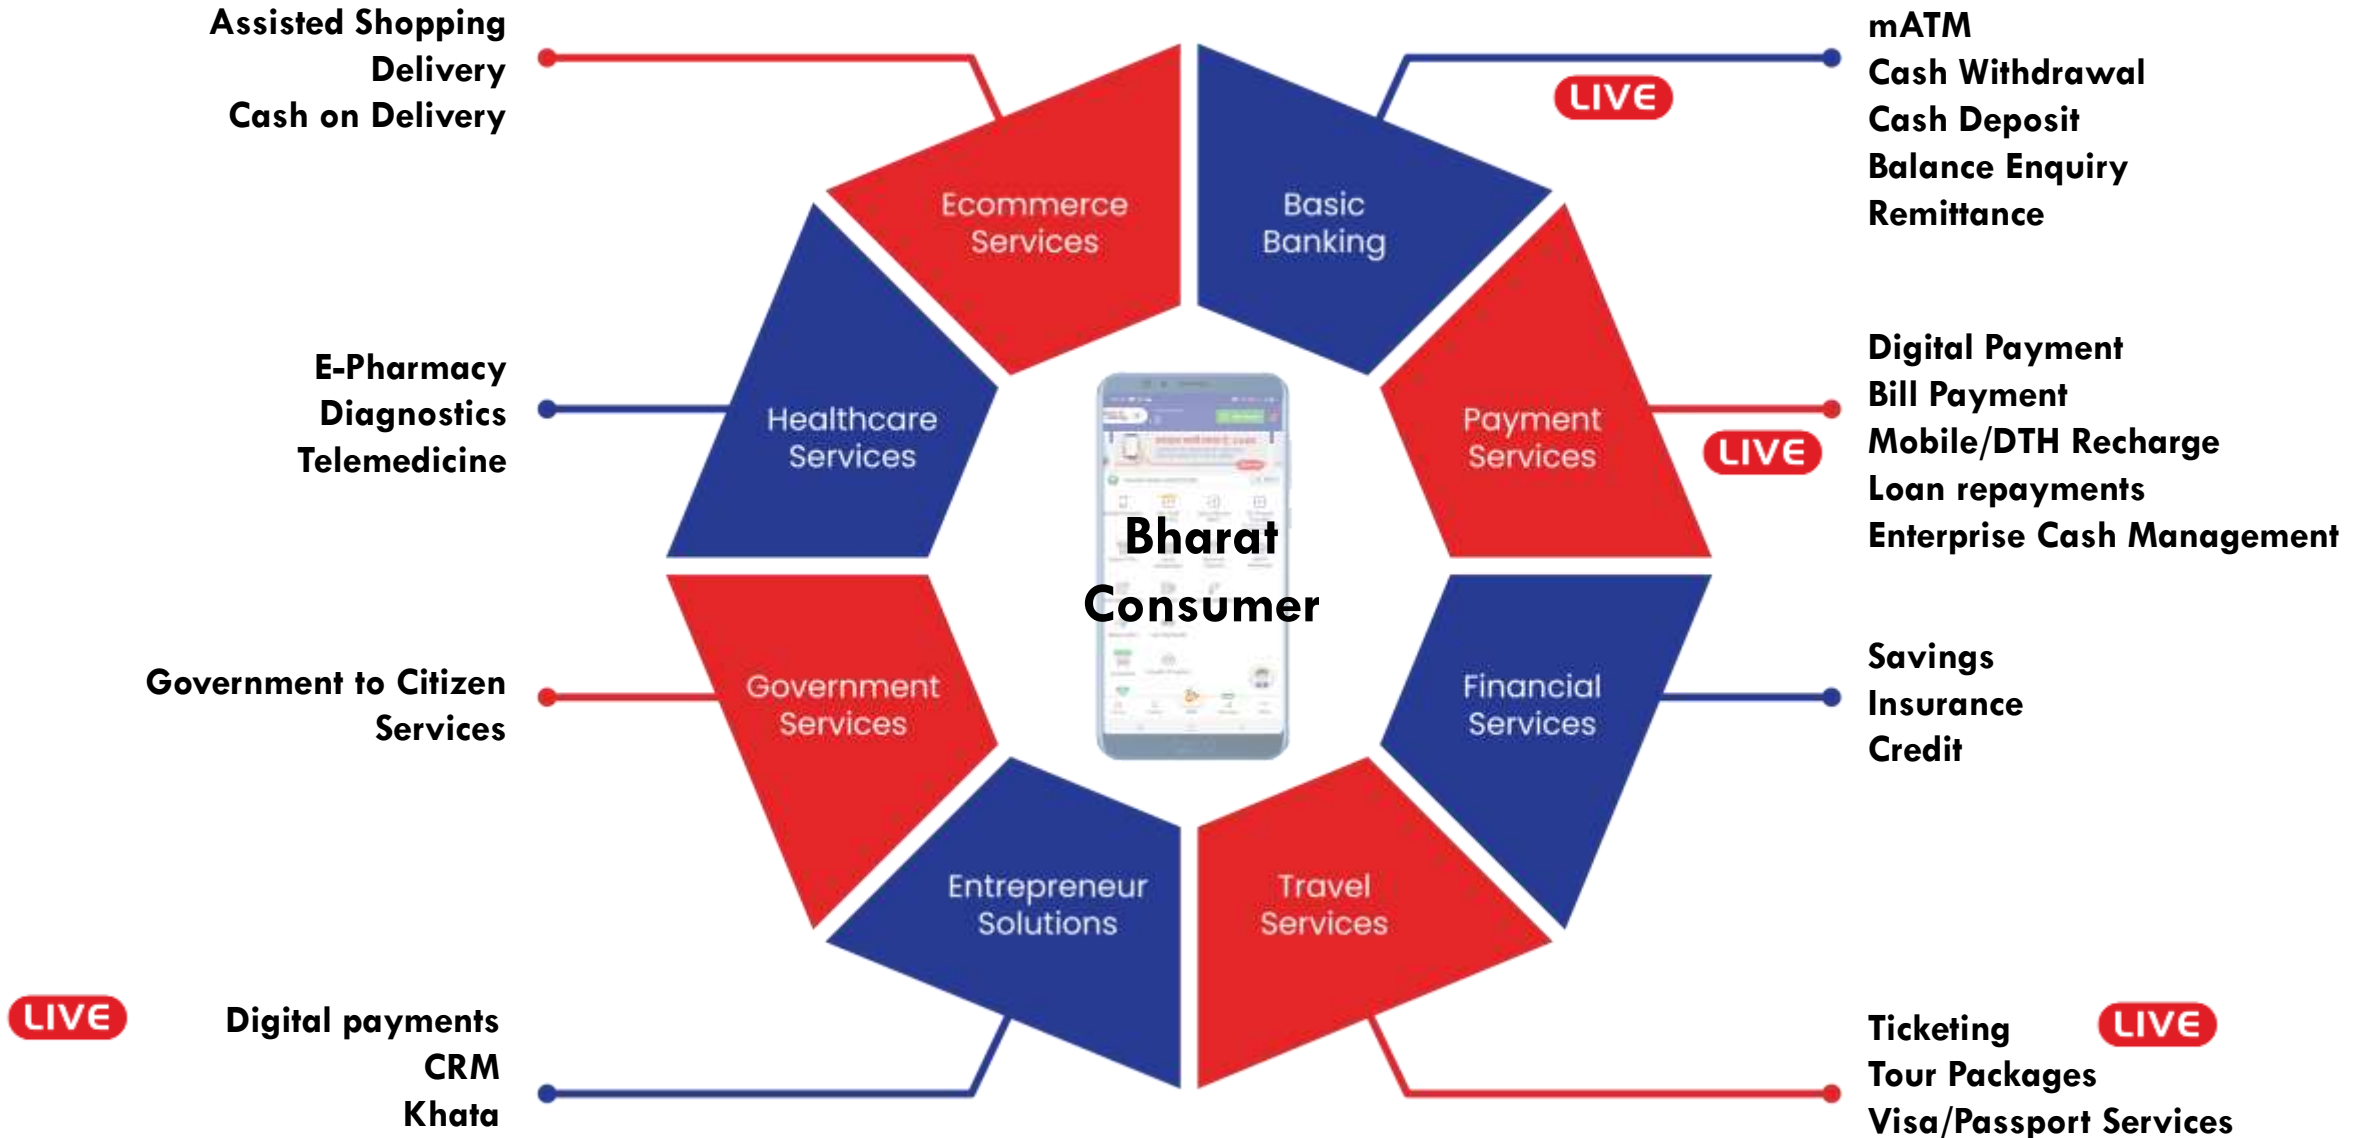 Assisted Shopping
Delivery
Cash on Delivery
mATM
Cash Withdrawal
Cash Deposit
Balance Enquiry
Remittance
LIVE
Ecommerce
Services
Basic
Banking
E-Pharmacy
Diagnostics
Telemedicine
Healthcare
Services
Payment
Services
LIVE
Digital Payment
Bill Payment
Mobile/DTH Recharge
Loan repayments
Enterprise Cash Management
Bharat
Consumer
Government to Citizen
Services
Government
Services
Financial
Services
Savings
Insurance
Credit
Entrepreneur
Solutions
Travel
Services
LIVE
Digital payments
CRM
Khata
Ticketing
LIVE
Tour Packages
Visa/Passport Services